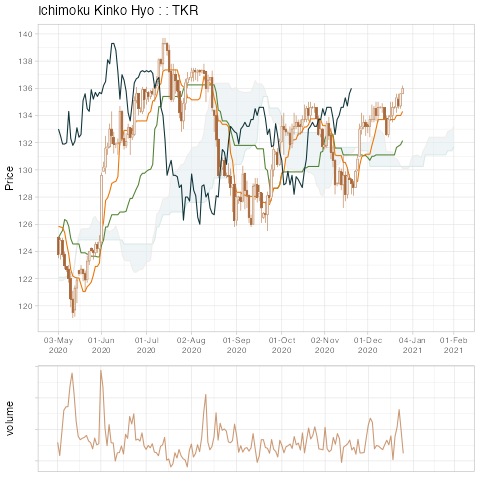 Ichimoku Kinko Hyo : : TKR
Price
140
138
136
134
132
130
128
126
124
122
120
03-May 2020
01-Jun 2020
01-Jul 2020
02-Aug 2020
01-Sep 2020
01-Oct 2020
02-Nov 2020
01-Dec 2020
04-Jan 2021
01-Feb 2021
volume